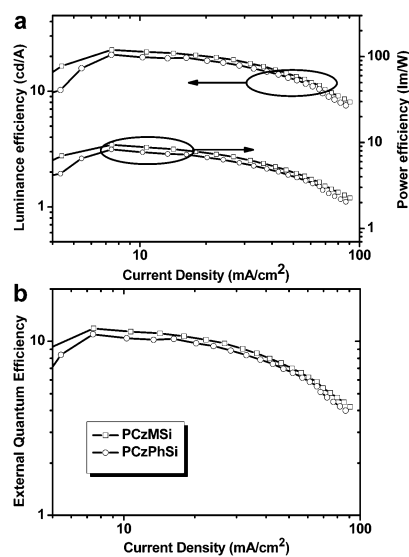 a
Luminance efficiency (cd/A)
10
1
100
10
1
Power efficiency (lm/W)
10
100
Current Density (mA/cm²)
b
External Quantum Efficiency
10
1
PCzMSi
PCzPhSi
10
100
Current Density (mA/cm²)